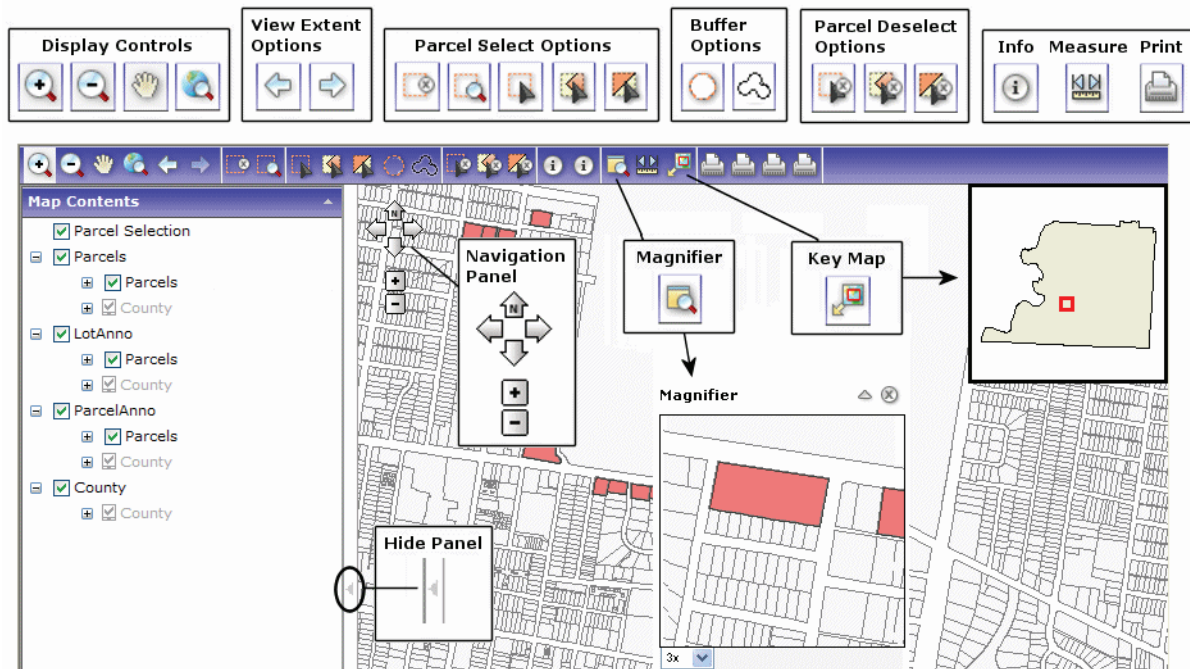 Display Controls
View Extent
Options
Parcel Select Options
Buffer
Options
Parcel Deselect
Options
Info Measure Print
Map Contents
Parcel Selection
Parcels
Parcels
County
LotAnno
Parcels
County
ParcelAnno
Parcels
County
County
County
N
Navigation
Panel
N
Magnifier
Key Map
Magnifier
3x
Hide Panel